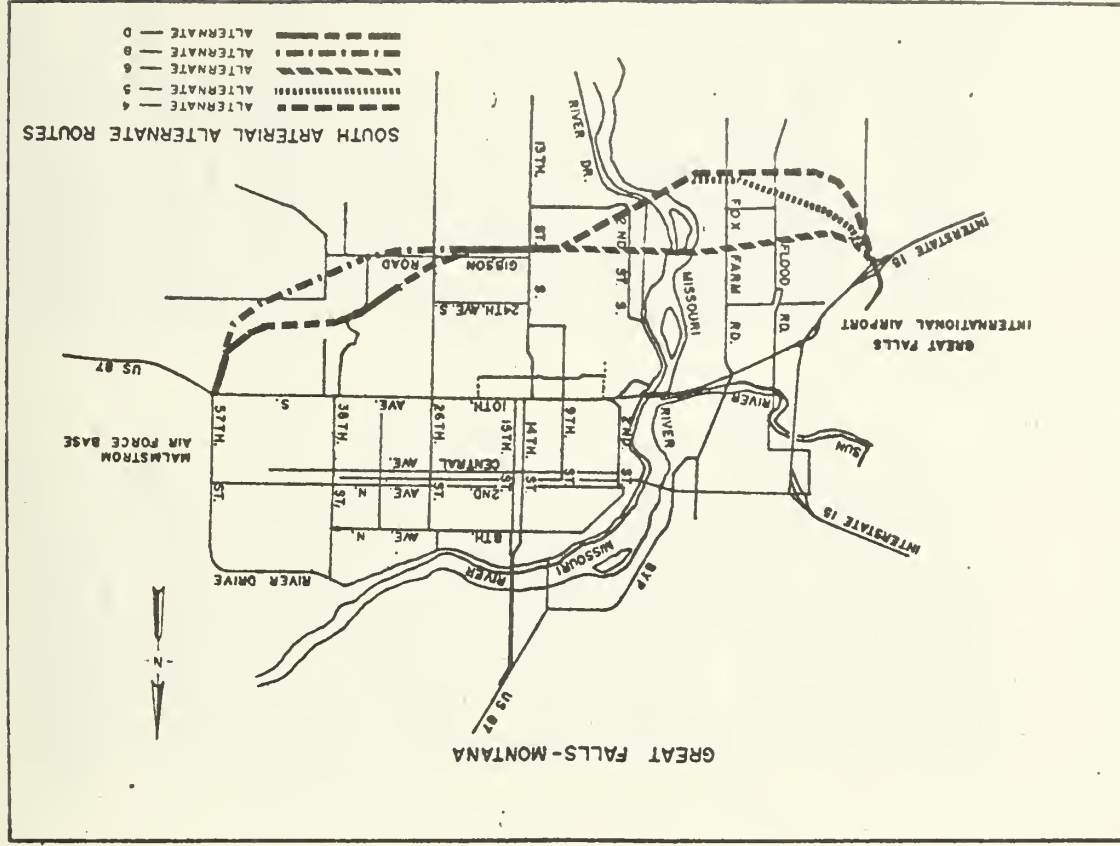 GREAT FALLS-MONTANA
US 87
-N-
RIVER DRIVE
RIVER
MISSOURI
BYP
INTERSTATE 15
8TH. AVE. N.
2ND. AVE N.
CENTRAL AVE.
MALMSTROM
AIR FORCE BASE
57TH. ST.
38TH. ST.
26TH. ST.
15TH. ST.
14TH. ST
9TH. ST
2ND ST
SUN RIVER
RIVER
10TH. AVE. S.
US 87
GREAT FALLS
INTERNATIONAL AIRPORT
INTERSTATE 15
FLOOD RD.
FOX FARM RD.
MISSOURI
2ND ST. S.
24TH. AVE. S.
GIBSON ROAD
13TH. ST. S.
RIVER DR.
SOUTH ARTERIAL ALTERNATE ROUTES
ALTERNATE — 4
ALTERNATE — 5
ALTERNATE — 6
ALTERNATE — B
ALTERNATE — D